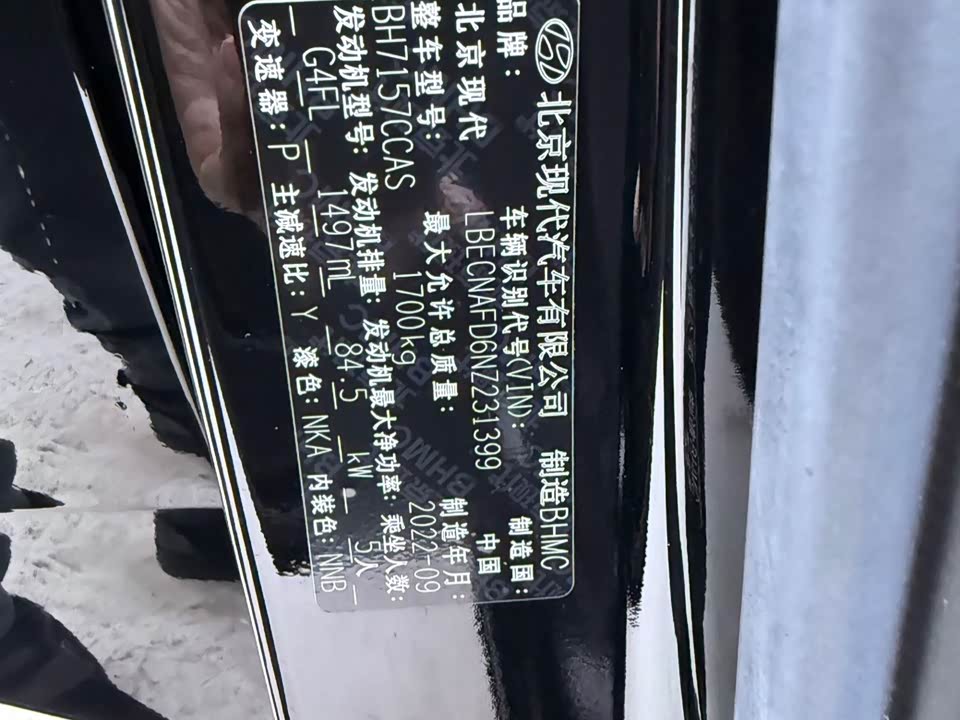 北京现代汽车有限公司 制造BHMC
品牌: 车辆识别代号(VIN): 制造国:
北京现代 LBECNAFD6NZ231399 中国
整车型号: 最大允许总质量: 制造年月:
BH7157CCAS 1700kg 2022-09
发动机型号: 发动机排量: 发动机最大净功率: 乘坐人数:
G4FL 1497mL 84.5 kW 5人
变速器: P 主减速比: Y 漆色: NKA 内装色: NNB